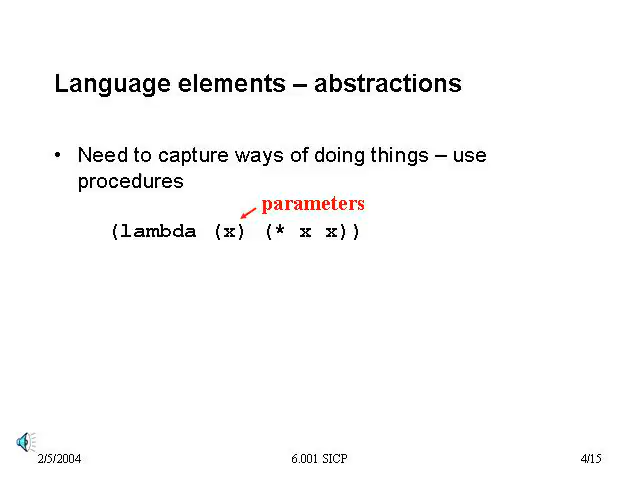 Language elements – abstractions
• Need to capture ways of doing things – use
procedures
parameters
(lambda (x) (* x x))
2/5/2004 6.001 SICP 4/15